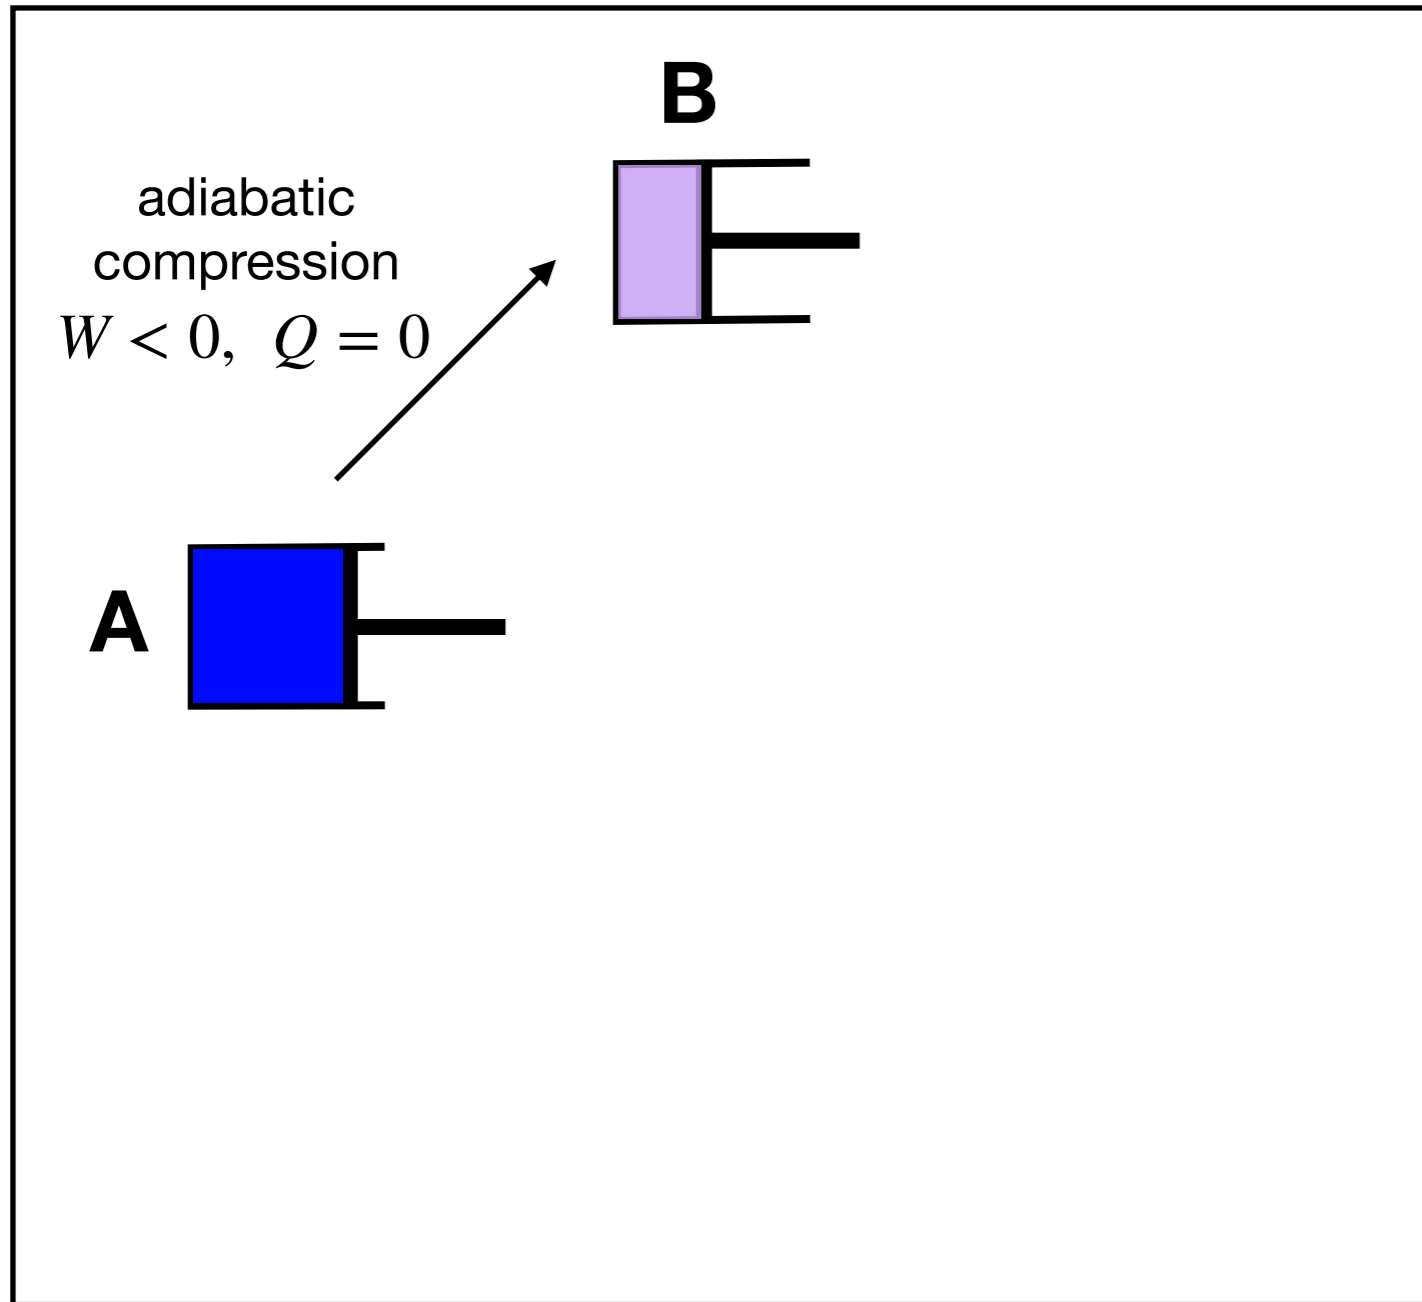 B
adiabatic
compression
W < 0, Q = 0
A